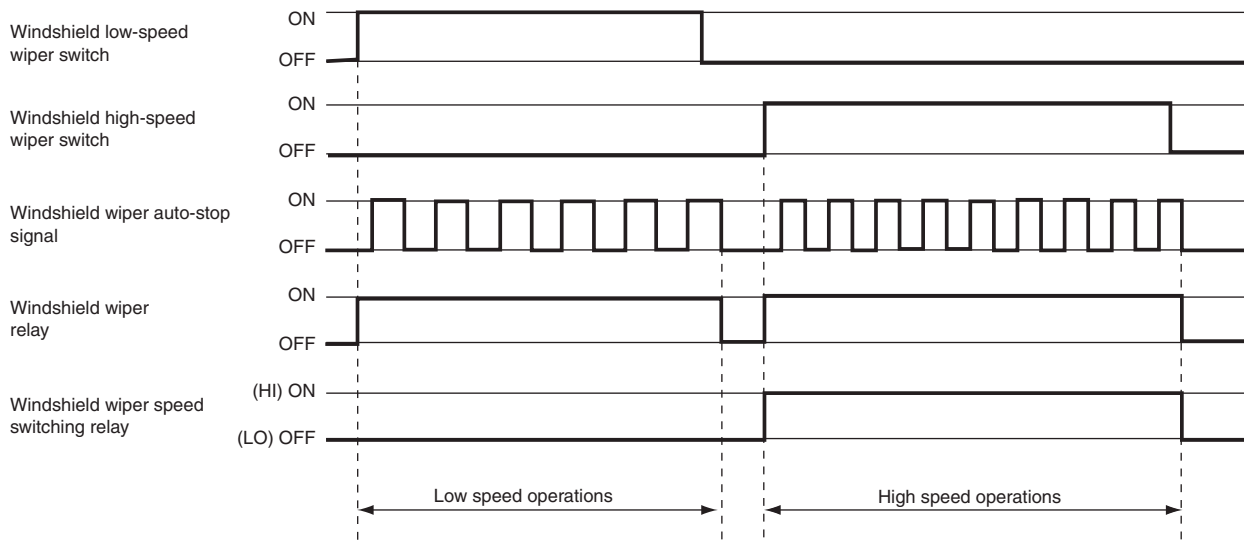 ON
Windshield low-speed
wiper switch
OFF
ON
Windshield high-speed
wiper switch
OFF
ON
Windshield wiper auto-stop
signal
OFF
ON
Windshield wiper
relay
OFF
(HI) ON
Windshield wiper speed
switching relay
(LO) OFF
Low speed operations
High speed operations